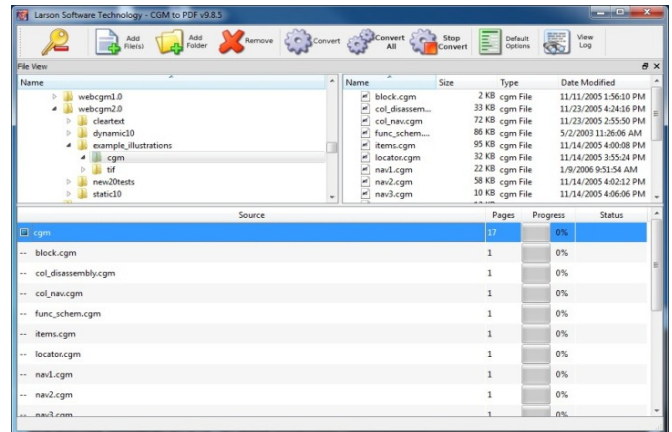 Larson Software Technology - CGM to PDF v9.8.5
Add File(s)
Add Folder
Remove
Convert
Convert All
Stop Convert
Default Options
View Log
File View
Name
webcgm1.0
webcgm2.0
cleartext
dynamic10
example_illustrations
cgm
tif
new20tests
static10
Name Size Type Date Modified
block.cgm 2 KB cgm File 11/11/2005 1:56:10 PM
col_disassem... 33 KB cgm File 11/23/2005 4:24:16 PM
col_nav.cgm 72 KB cgm File 11/23/2005 2:55:50 PM
func_schem.... 86 KB cgm File 5/2/2003 11:26:06 AM
items.cgm 95 KB cgm File 11/14/2005 4:00:08 PM
locator.cgm 32 KB cgm File 11/14/2005 3:55:24 PM
nav1.cgm 22 KB cgm File 1/9/2006 9:51:54 AM
nav2.cgm 58 KB cgm File 11/14/2005 4:02:12 PM
nav3.cgm 10 KB cgm File 11/14/2005 4:06:06 PM
Source Pages Progress Status
cgm 17 0%
-- block.cgm 1 0%
-- col_disassembly.cgm 1 0%
-- col_nav.cgm 1 0%
-- func_schem.cgm 1 0%
-- items.cgm 1 0%
-- locator.cgm 1 0%
-- nav1.cgm 1 0%
-- nav2.cgm 1 0%
-- nav3.cgm 1 0%